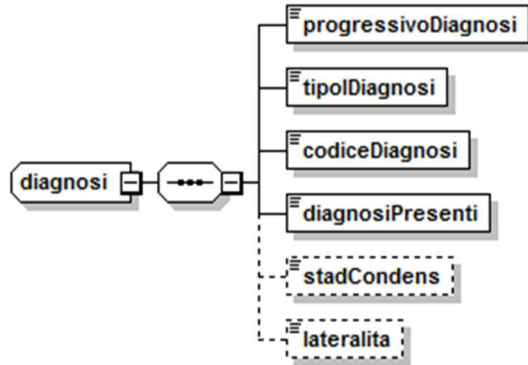 progressivoDiagnosi
tipolDiagnosi
codiceDiagnosi
diagnosi
diagnosiPresenti
stadCondens
lateralita